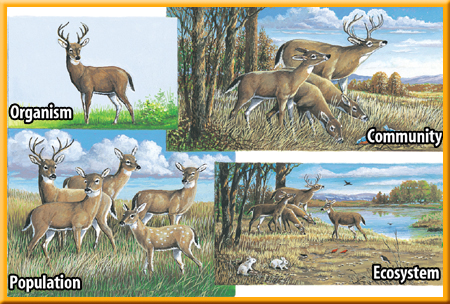 Organism
Community
Population
Ecosystem